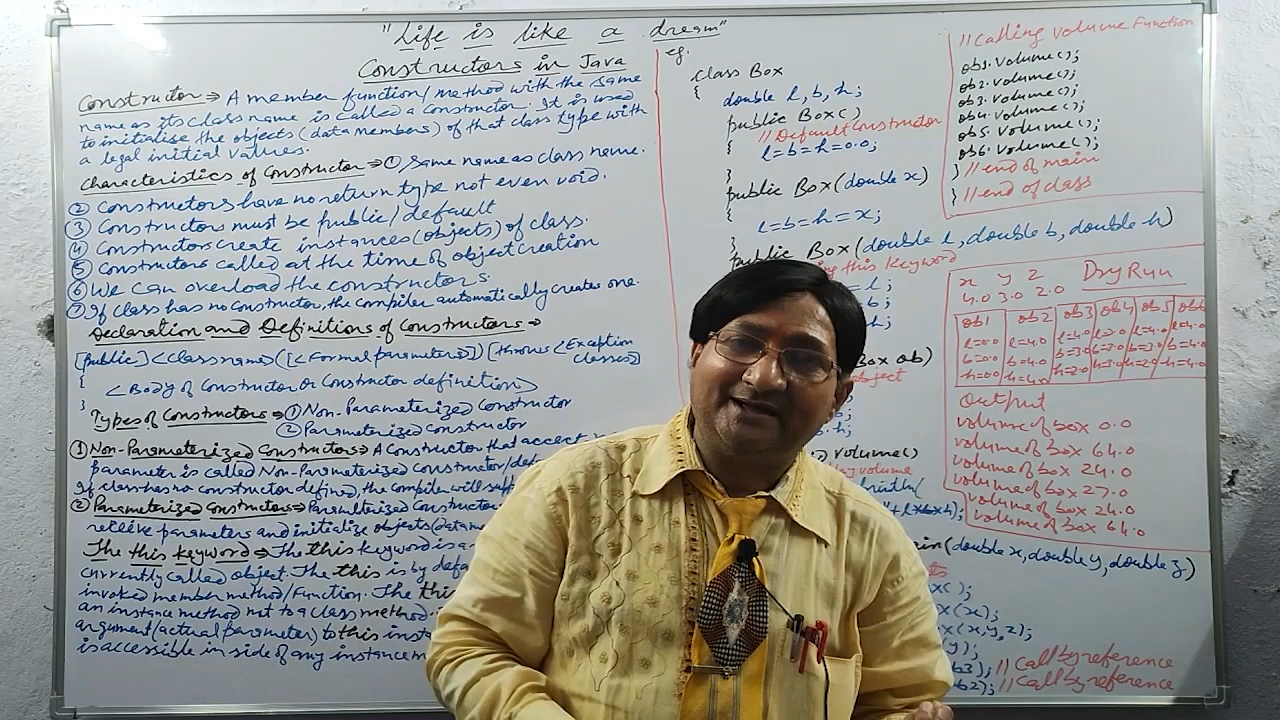 "Life is like a dream"
Constructors in Java
Constructor => A member function/method with the same
name as its class name is called a constructor. It is used
to initialise the objects (data members) of that class type with
a legal initial values.
Characteristics of Constructor => ① Same name as class name.
② Constructors have no return type not even void.
③ Constructors must be public/default
④ Constructors create instances (objects) of class.
⑤ Constructors called at the time of object creation
⑥ We can overload the constructors.
⑦ If class has no constructor, the compiler automatically creates one.
Declaration and Definitions of Constructors =>
[public] <class name> ([<Formal parameters>]) [throws <Exception
classes>]
{
<Body of Constructor or Constructor definition>
}
Types of Constructors => ① Non-Parameterized Constructor
② Parameterized Constructor
① Non-Parameterized Constructors => A Constructor that accept
parameter is called Non-Parameterized Constructor/def
If class has no constructor defined, the compiler will supp
② Parameterized Constructors => Parameterized Constructor
parameters and initialize objects (data m
The this keyword => The this keyword is a
currently called object. The this is by defa
invoked member method/function. The thi
an instance method not to a class method.
argument (actual parameter) to this inst
is accessible in side of any instance m
eg.
class Box
{
double l, b, h;
public Box()
// Default constructor
{
l=b=h=0.0;
}
public Box(double x)
{
l=b=h=x;
}
public Box(double l, double b, double h)
this keyword
l;
b;
h;
Box ob)
object
h;
volume()
volume
println(
main(double x, double y, double z)
x();
x(x);
x(x,y,z);
y);
b3); // Call by reference
b2); // Call by reference
// Calling volume Function
ob1.volume();
ob2.volume();
ob3.volume();
ob4.volume();
ob5.volume();
ob6.volume();
} // end of main
} // end of class
x y z Dry Run
4.0 3.0 2.0
ob1 ob2 ob3 ob4 ob5 ob6
l=0.0 l=4.0 l=2.0 l=4.0 l=4.0
b=0.0 b=4.0 b=3.0 b=3.0 b=3.0 b=4.0
h=0.0 h=4.0 h=2.0 h=3.0 h=2.0 h=4.0
Output
volume of box 0.0
volume of box 64.0
volume of box 24.0
volume of box 27.0
volume of box 24.0
volume of box 64.0